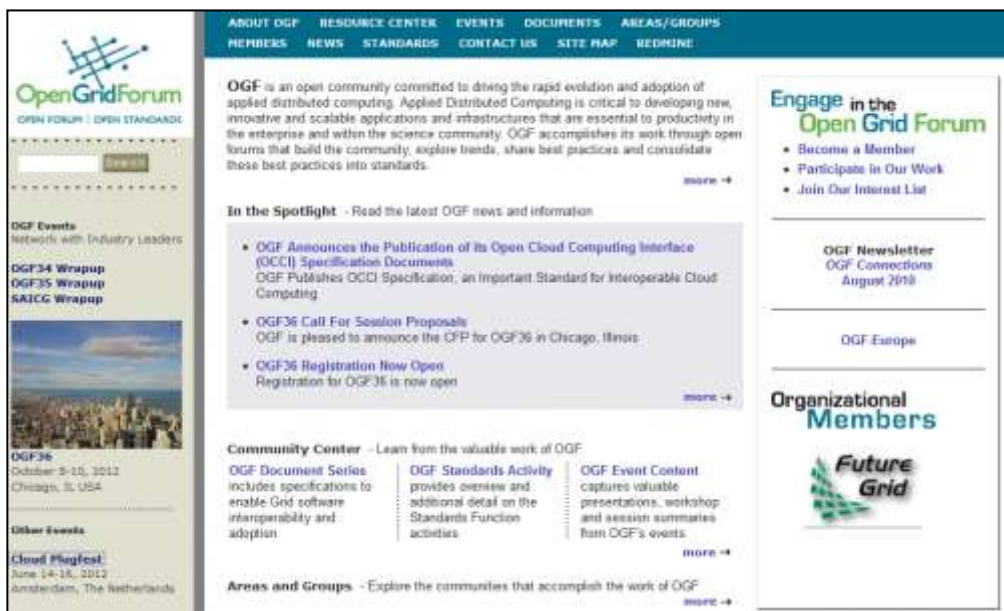 OpenGridForum
OPEN FORUM | OPEN STANDARDS
Search
OGF Events
Network with Industry Leaders
OGF34 Wrapup
OGF35 Wrapup
SAICG Wrapup
OGF36
October 8-10, 2012
Chicago, IL USA
Other Events
Cloud Plugfest
June 14-16, 2012
Amsterdam, The Netherlands
ABOUT OGF RESOURCE CENTER EVENTS DOCUMENTS AREAS/GROUPS
MEMBERS NEWS STANDARDS CONTACT US SITE MAP REDMINE
OGF is an open community committed to driving the rapid evolution and adoption of
applied distributed computing. Applied Distributed Computing is critical to developing new,
innovative and scalable applications and infrastructures that are essential to productivity in
the enterprise and within the science community. OGF accomplishes its work through open
forums that build the community, explore trends, share best practices and consolidate
these best practices into standards.
more →
In the Spotlight - Read the latest OGF news and information
• OGF Announces the Publication of its Open Cloud Computing Interface
(OCCI) Specification Documents
OGF Publishes OCCI Specification, an Important Standard for Interoperable Cloud
Computing
• OGF36 Call For Session Proposals
OGF is pleased to announce the CFP for OGF36 in Chicago, Illinois
• OGF36 Registration Now Open
Registration for OGF36 is now open
more →
Community Center - Learn from the valuable work of OGF
OGF Document Series
includes specifications to
enable Grid software
interoperability and
adoption
OGF Standards Activity
provides overview and
additional detail on the
Standards Function
activities
OGF Event Content
captures valuable
presentations, workshop
and session summaries
from OGF's events
more →
Areas and Groups - Explore the communities that accomplish the work of OGF
more →
Engage in the
Open Grid Forum
• Become a Member
• Participate in Our Work
• Join Our Interest List
OGF Newsletter
OGF Connections
August 2010
OGF Europe
Organizational
Members
Future
Grid